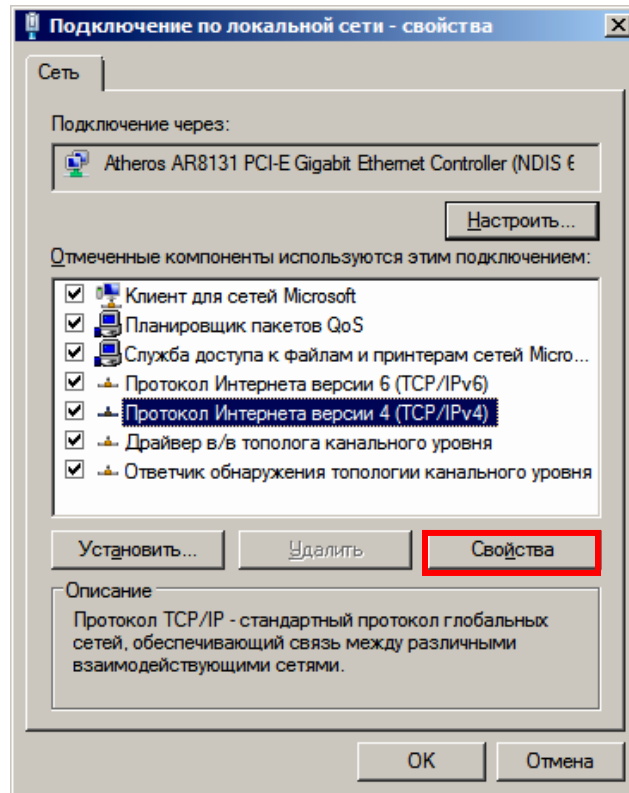 Подключение по локальной сети - свойства
Сеть
Подключение через:
Atheros AR8131 PCI-E Gigabit Ethernet Controller (NDIS 6
Настроить...
Отмеченные компоненты используются этим подключением:
Клиент для сетей Microsoft
Планировщик пакетов QoS
Служба доступа к файлам и принтерам сетей Micro...
Протокол Интернета версии 6 (TCP/IPv6)
Протокол Интернета версии 4 (TCP/IPv4)
Драйвер в/в тополога канального уровня
Ответчик обнаружения топологии канального уровня
Установить... Удалить Свойства
Описание
Протокол TCP/IP - стандартный протокол глобальных
сетей, обеспечивающий связь между различными
взаимодействующими сетями.
OK Отмена